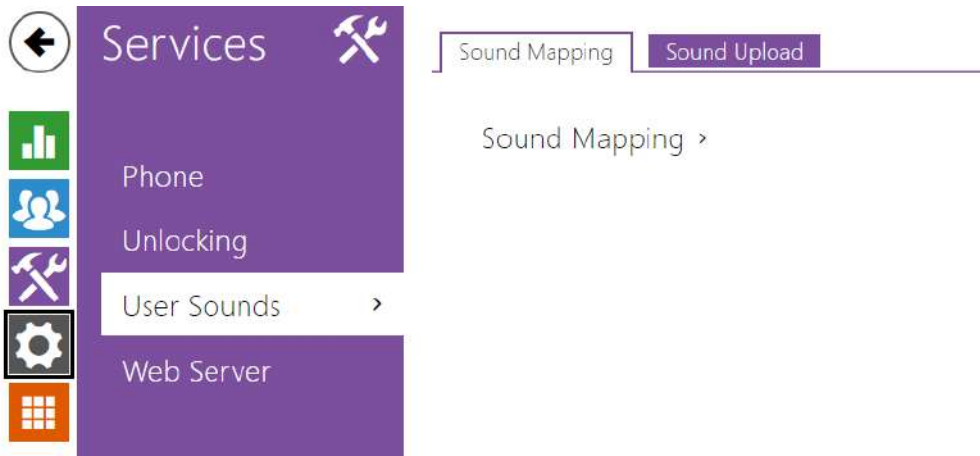 Services
Phone
Unlocking
User Sounds
Web Server
Sound Mapping
Sound Upload
Sound Mapping